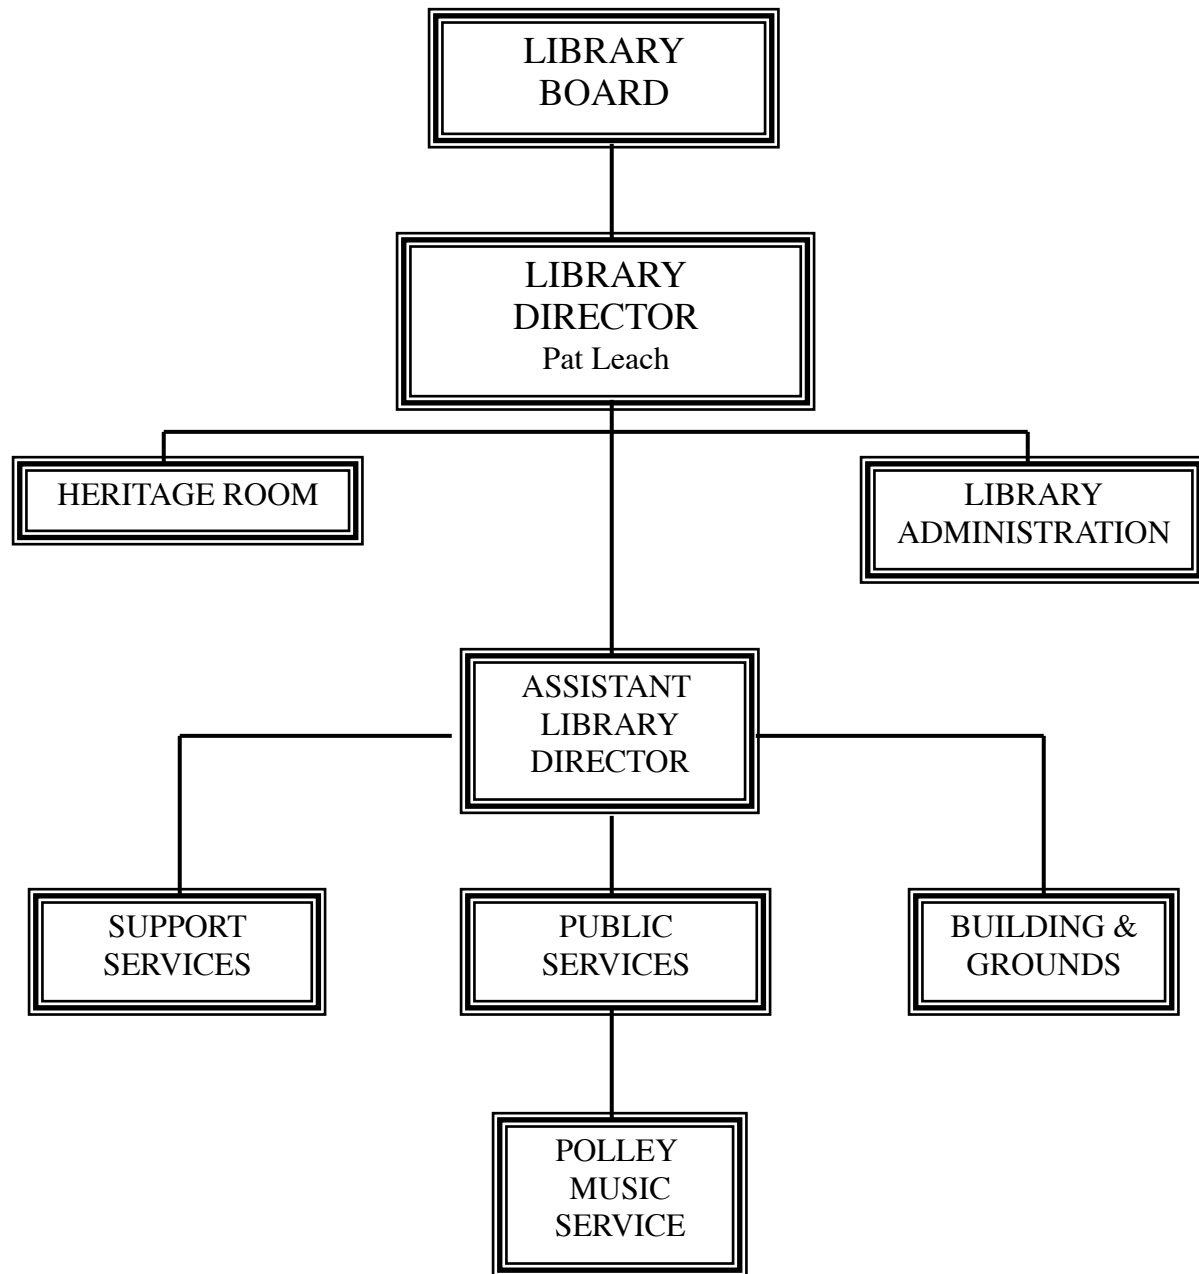 LIBRARY
BOARD
LIBRARY
DIRECTOR
Pat Leach
HERITAGE ROOM
LIBRARY
ADMINISTRATION
ASSISTANT
LIBRARY
DIRECTOR
SUPPORT
SERVICES
PUBLIC
SERVICES
BUILDING &
GROUNDS
POLLEY
MUSIC
SERVICE